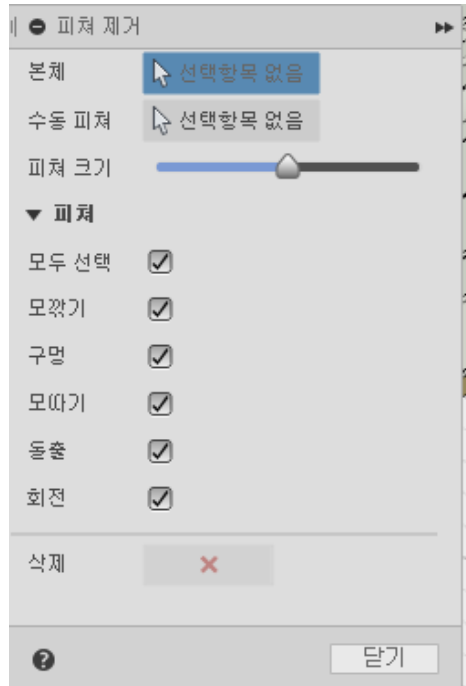 피쳐 제거
본체 선택항목 없음
수동 피쳐 선택항목 없음
피쳐 크기
피쳐
모두 선택
모깎기
구멍
모따기
돌출
회전
삭제
닫기